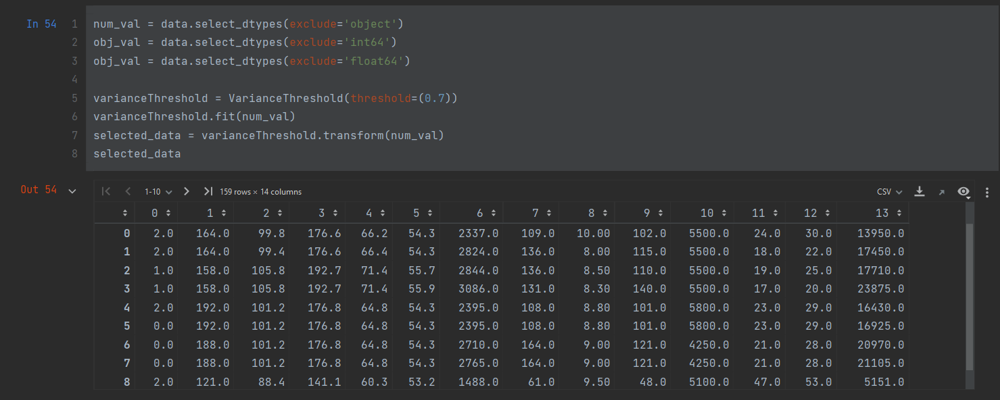 In 54
1 num_val = data.select_dtypes(exclude='object')
2 obj_val = data.select_dtypes(exclude='int64')
3 obj_val = data.select_dtypes(exclude='float64')
4
5 varianceThreshold = VarianceThreshold(threshold=(0.7))
6 varianceThreshold.fit(num_val)
7 selected_data = varianceThreshold.transform(num_val)
8 selected_data
Out 54 1-10 159 rows × 14 columns CSV
0 1 2 3 4 5 6 7 8 9 10 11 12 13
0 2.0 164.0 99.8 176.6 66.2 54.3 2337.0 109.0 10.00 102.0 5500.0 24.0 30.0 13950.0
1 2.0 164.0 99.4 176.6 66.4 54.3 2824.0 136.0 8.00 115.0 5500.0 18.0 22.0 17450.0
2 1.0 158.0 105.8 192.7 71.4 55.7 2844.0 136.0 8.50 110.0 5500.0 19.0 25.0 17710.0
3 1.0 158.0 105.8 192.7 71.4 55.9 3086.0 131.0 8.30 140.0 5500.0 17.0 20.0 23875.0
4 2.0 192.0 101.2 176.8 64.8 54.3 2395.0 108.0 8.80 101.0 5800.0 23.0 29.0 16430.0
5 0.0 192.0 101.2 176.8 64.8 54.3 2395.0 108.0 8.80 101.0 5800.0 23.0 29.0 16925.0
6 0.0 188.0 101.2 176.8 64.8 54.3 2710.0 164.0 9.00 121.0 4250.0 21.0 28.0 20970.0
7 0.0 188.0 101.2 176.8 64.8 54.3 2765.0 164.0 9.00 121.0 4250.0 21.0 28.0 21105.0
8 2.0 121.0 88.4 141.1 60.3 53.2 1488.0 61.0 9.50 48.0 5100.0 47.0 53.0 5151.0